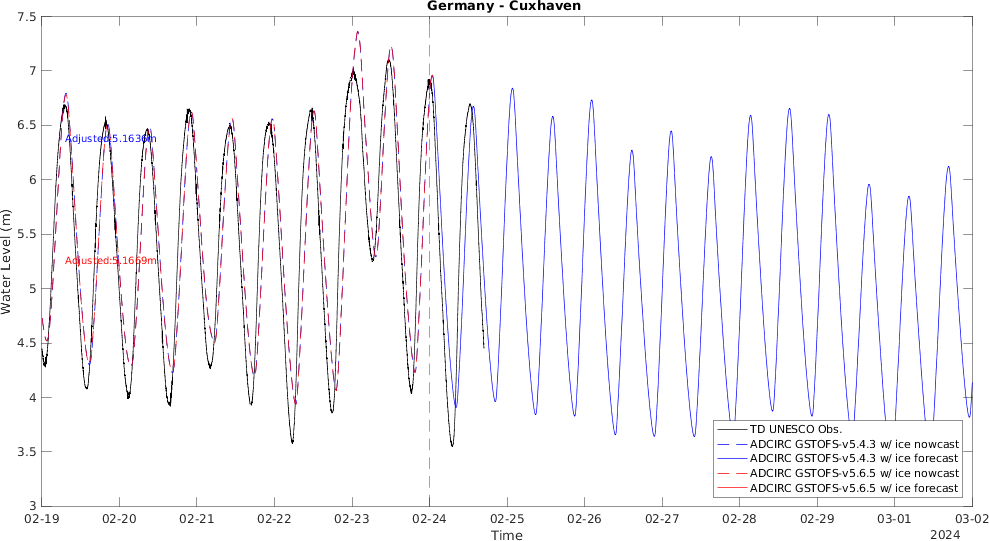 Germany - Cuxhaven
7.5
7
6.5
6
5.5
5
4.5
4
3.5
3
Water Level (m)
Adjusted:5.1636m
Adjusted:5.1669m
TD UNESCO Obs.
ADCIRC GSTOFS-v5.4.3 w/ ice nowcast
ADCIRC GSTOFS-v5.4.3 w/ ice forecast
ADCIRC GSTOFS-v5.6.5 w/ ice nowcast
ADCIRC GSTOFS-v5.6.5 w/ ice forecast
02-19 02-20 02-21 02-22 02-23 02-24 02-25 02-26 02-27 02-28 02-29 03-01 03-02
Time
2024